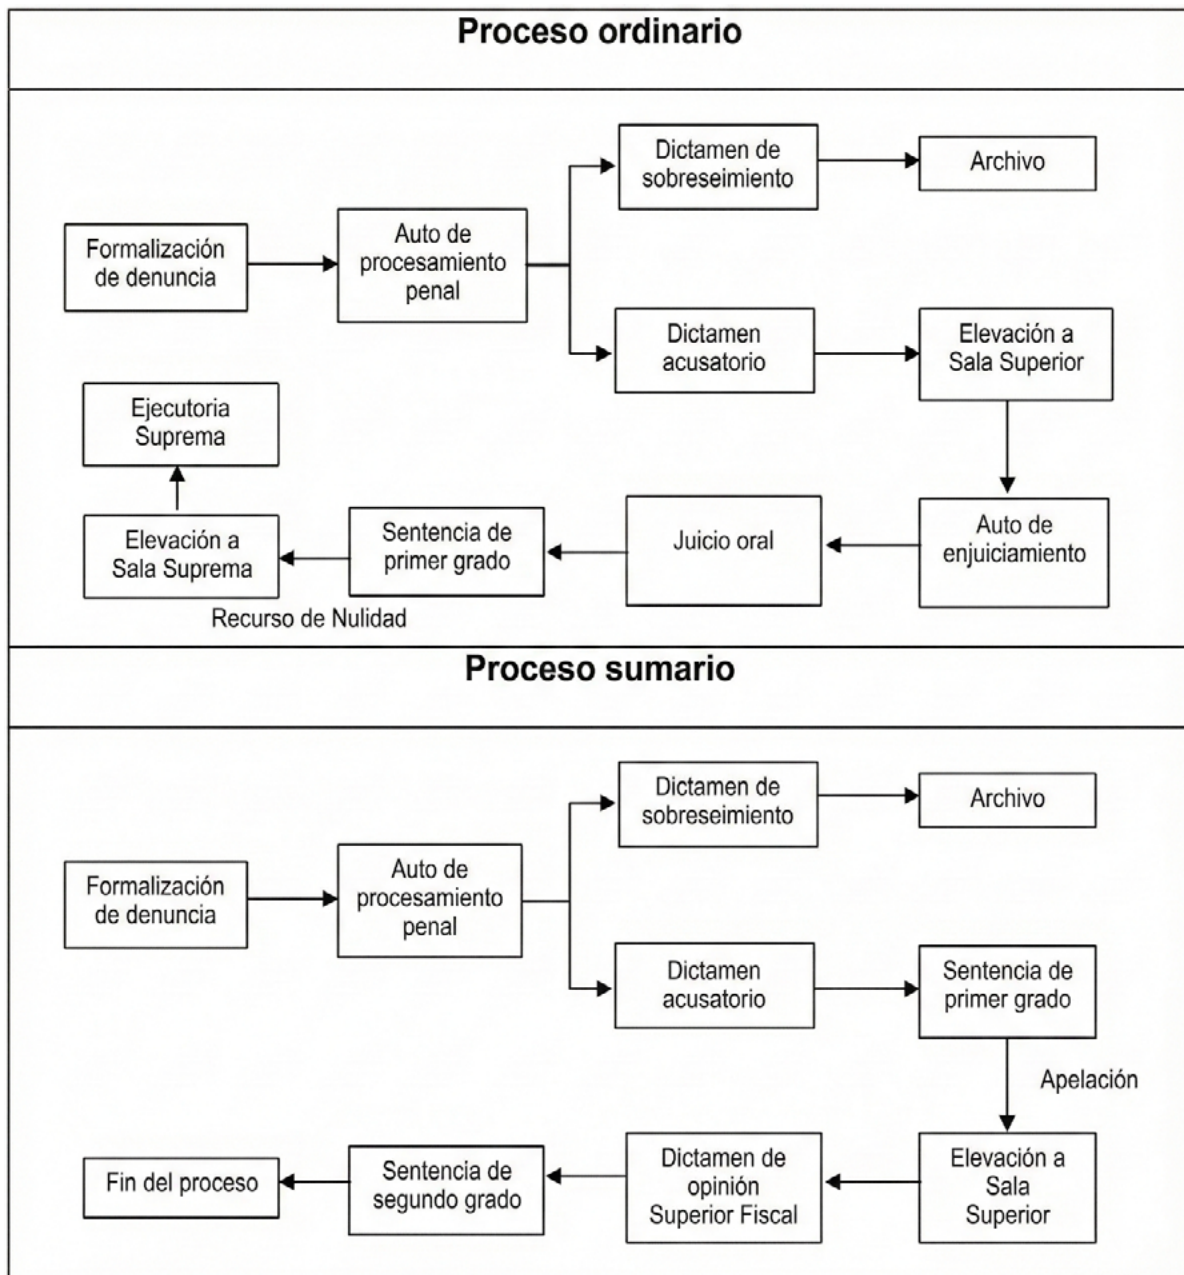 Proceso ordinario
Dictamen de
sobreseimiento
Archivo
Formalización
de denuncia
Auto de
procesamiento
penal
Dictamen
acusatorio
Elevación a
Sala Superior
Ejecutoria
Suprema
Elevación a
Sala Suprema
Sentencia de
primer grado
Juicio oral
Auto de
enjuiciamiento
Recurso de Nulidad
Proceso sumario
Dictamen de
sobreseimiento
Archivo
Formalización
de denuncia
Auto de
procesamiento
penal
Dictamen
acusatorio
Sentencia de
primer grado
Apelación
Fin del proceso
Sentencia de
segundo grado
Dictamen de
opinión
Superior Fiscal
Elevación a
Sala
Superior